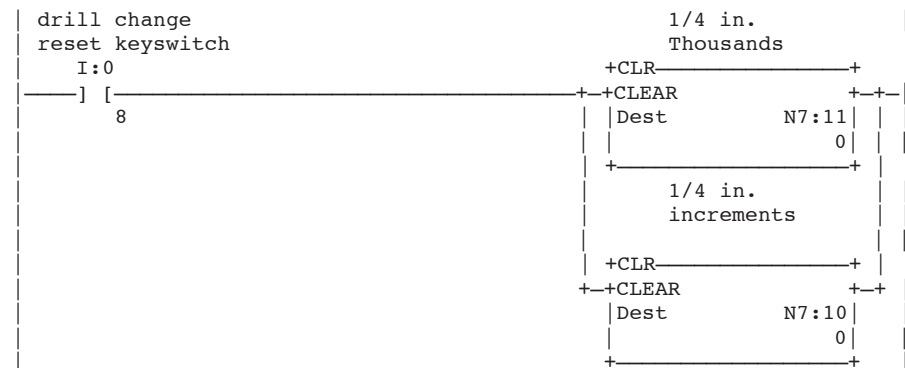 drill change 1/4 in.
reset keyswitch Thousands
I:0 +CLR+
] [ ++CLEAR ++
8 Dest N7:11
0
++
1/4 in.
increments
+CLR+
++CLEAR ++
Dest N7:10
0
++